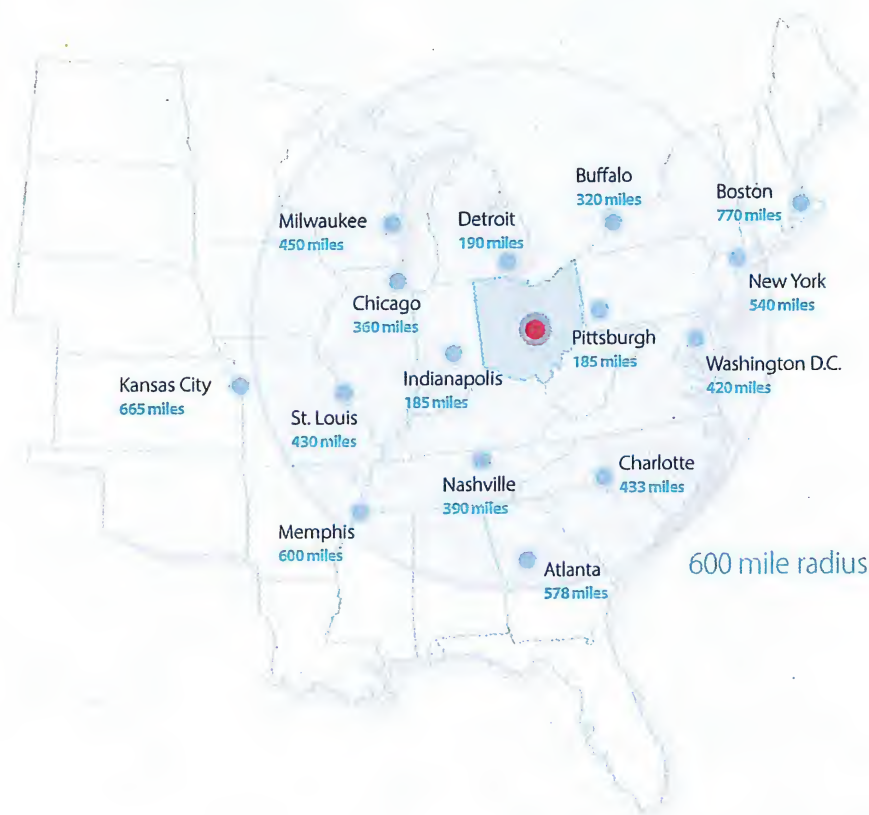 Buffalo
320 miles
Boston
770 miles
Milwaukee
450 miles
Detroit
190 miles
New York
540 miles
Chicago
360 miles
Pittsburgh
185 miles
Washington D.C.
420 miles
Kansas City
665 miles
Indianapolis
185 miles
St. Louis
430 miles
Nashville
390 miles
Charlotte
433 miles
Memphis
600 miles
Atlanta
578 miles
600 mile radius